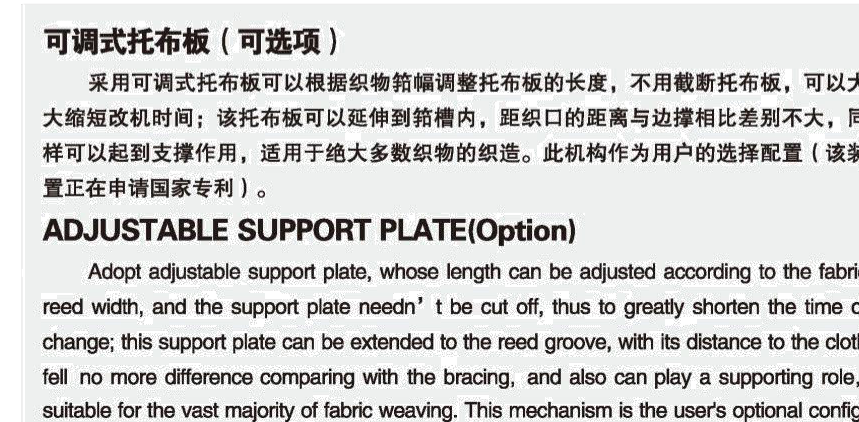 可调式托布板（可选项）
采用可调式托布板可以根据织物筘幅调整托布板的长度，不用截断托布板，可以大
大缩短改机时间；该托布板可以延伸到筘槽内，距织口的距离与边撑相比差别不大，同
样可以起到支撑作用，适用于绝大多数织物的织造。此机构作为用户的选择配置（该装
置正在申请国家专利）。
ADJUSTABLE SUPPORT PLATE(Option)
Adopt adjustable support plate, whose length can be adjusted according to the fabric
reed width, and the support plate needn’t be cut off, thus to greatly shorten the time
change; this support plate can be extended to the reed groove, with its distance to the cloth
fell no more difference comparing with the bracing, and also can play a supporting role,
suitable for the vast majority of fabric weaving. This mechanism is the user's optional config